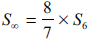 S∞ = 8/7 × S6